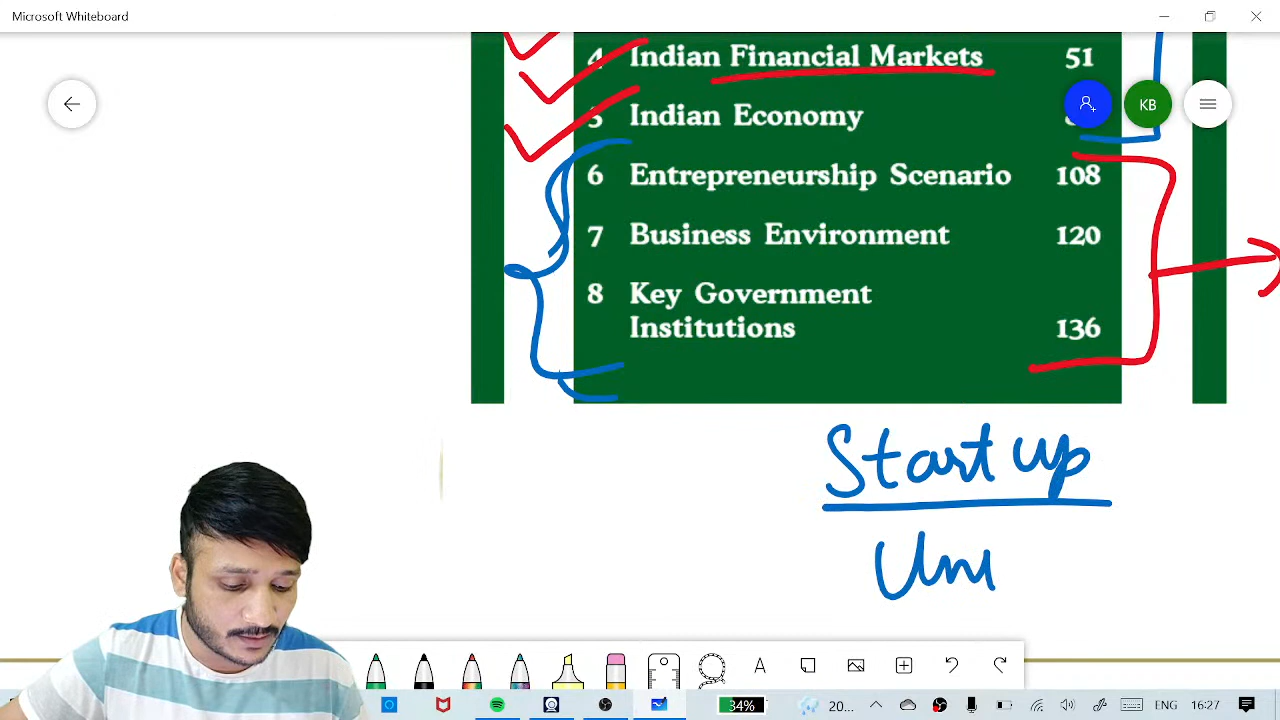 Microsoft Whiteboard
4 Indian Financial Markets 51
5 Indian Economy
KB
6 Entrepreneurship Scenario 108
7 Business Environment 120
8 Key Government
Institutions 136
Start up
Uni
34% 20... ENG 16:27